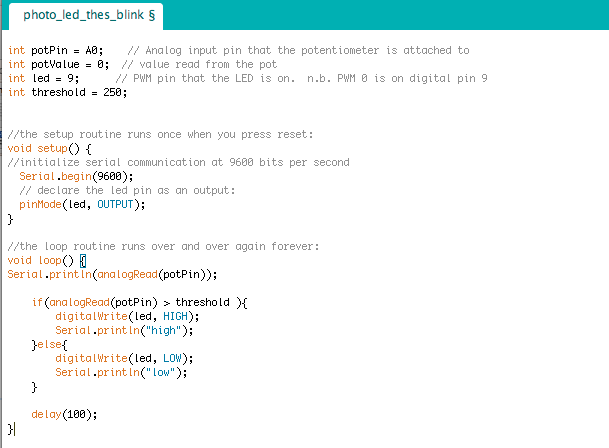 photo_led_thes_blink §
int potPin = A0;    // Analog input pin that the potentiometer is attached to
int potValue = 0;  // value read from the pot
int led = 9;      // PWM pin that the LED is on.  n.b. PWM 0 is on digital pin 9
int threshold = 250;
//the setup routine runs once when you press reset:
void setup() {
//initialize serial communication at 9600 bits per second
  Serial.begin(9600);
  // declare the led pin as an output:
  pinMode(led, OUTPUT);
}
//the loop routine runs over and over again forever:
void loop() {
Serial.println(analogRead(potPin));
    if(analogRead(potPin) > threshold ){
        digitalWrite(led, HIGH);
        Serial.println("high");
    }else{
        digitalWrite(led, LOW);
        Serial.println("low");
    }
    delay(100);
}